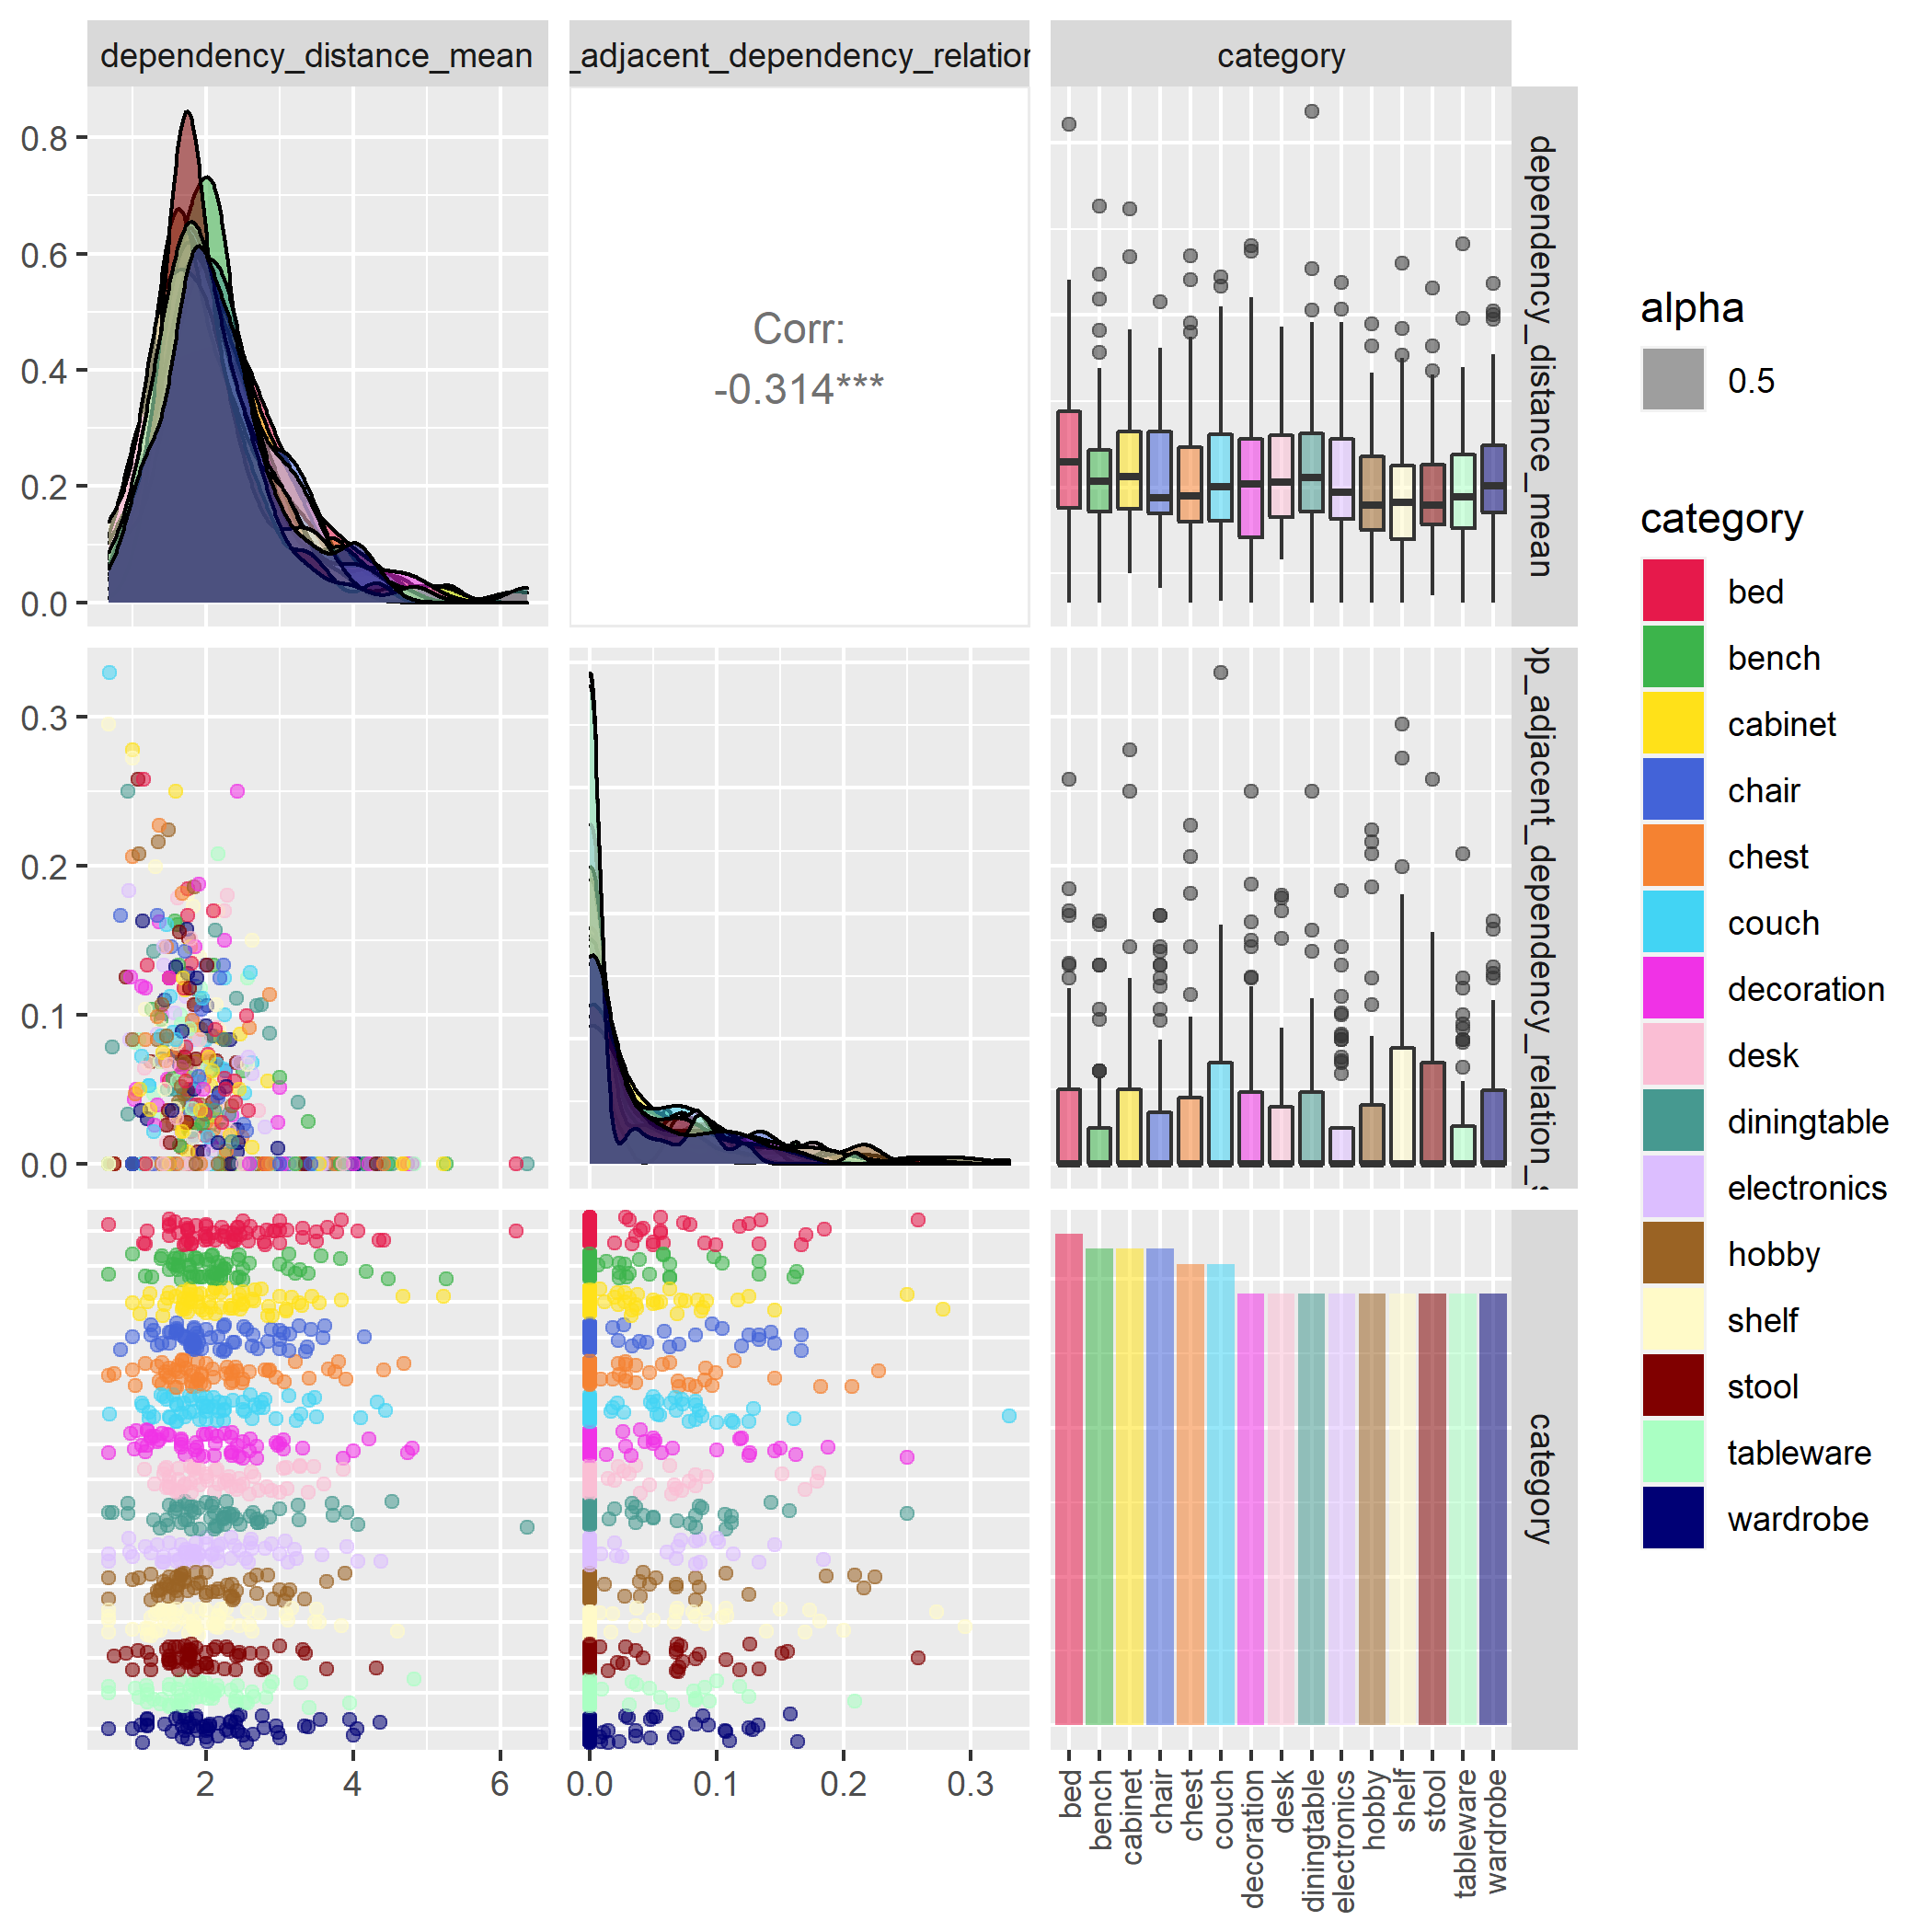 dependency_distance_mean
_adjacent_dependency_relation
category
0.8
0.6
0.4
0.2
0.0
Corr:
-0.314***
dependency_distance_mean
0.3
0.2
0.1
0.0
p_adjacent_dependency_relation_
category
2
4
6
0.0
0.1
0.2
0.3
bed
bench
cabinet
chair
chest
couch
decoration
desk
diningtable
electronics
hobby
shelf
stool
tableware
wardrobe
alpha
0.5
category
bed
bench
cabinet
chair
chest
couch
decoration
desk
diningtable
electronics
hobby
shelf
stool
tableware
wardrobe